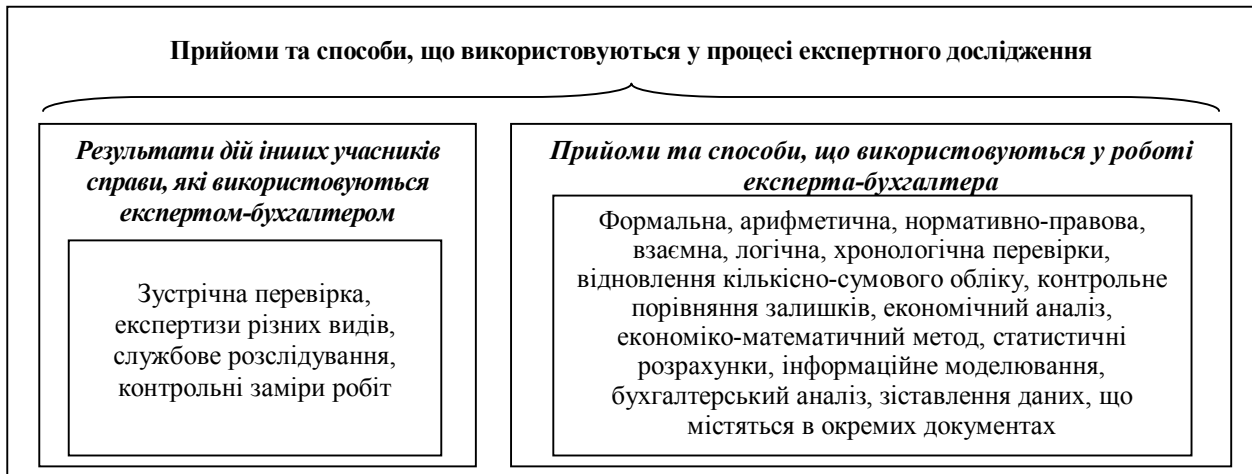 Прийоми та способи, що використовуються у процесі експертного дослідження
Результати дій інших учасників
справи, які використовуються
експертом-бухгалтером
Зустрічна перевірка,
експертизи різних видів,
службове розслідування,
контрольні заміри робіт
Прийоми та способи, що використовуються у роботі
експерта-бухгалтера
Формальна, арифметична, нормативно-правова,
взаємна, логічна, хронологічна перевірки,
відновлення кількісно-сумового обліку, контрольне
порівняння залишків, економічний аналіз,
економіко-математичний метод, статистичні
розрахунки, інформаційне моделювання,
бухгалтерський аналіз, зіставлення даних, що
містяться в окремих документах